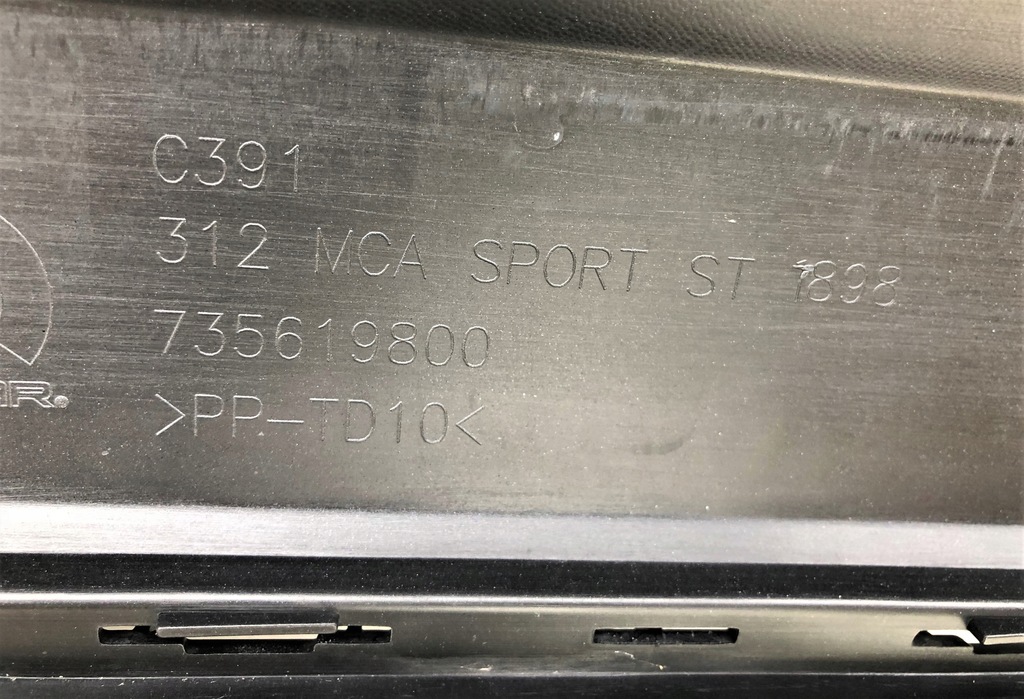 C391
312 MCA SPORT ST 1898
735619800
>PP-TD10<